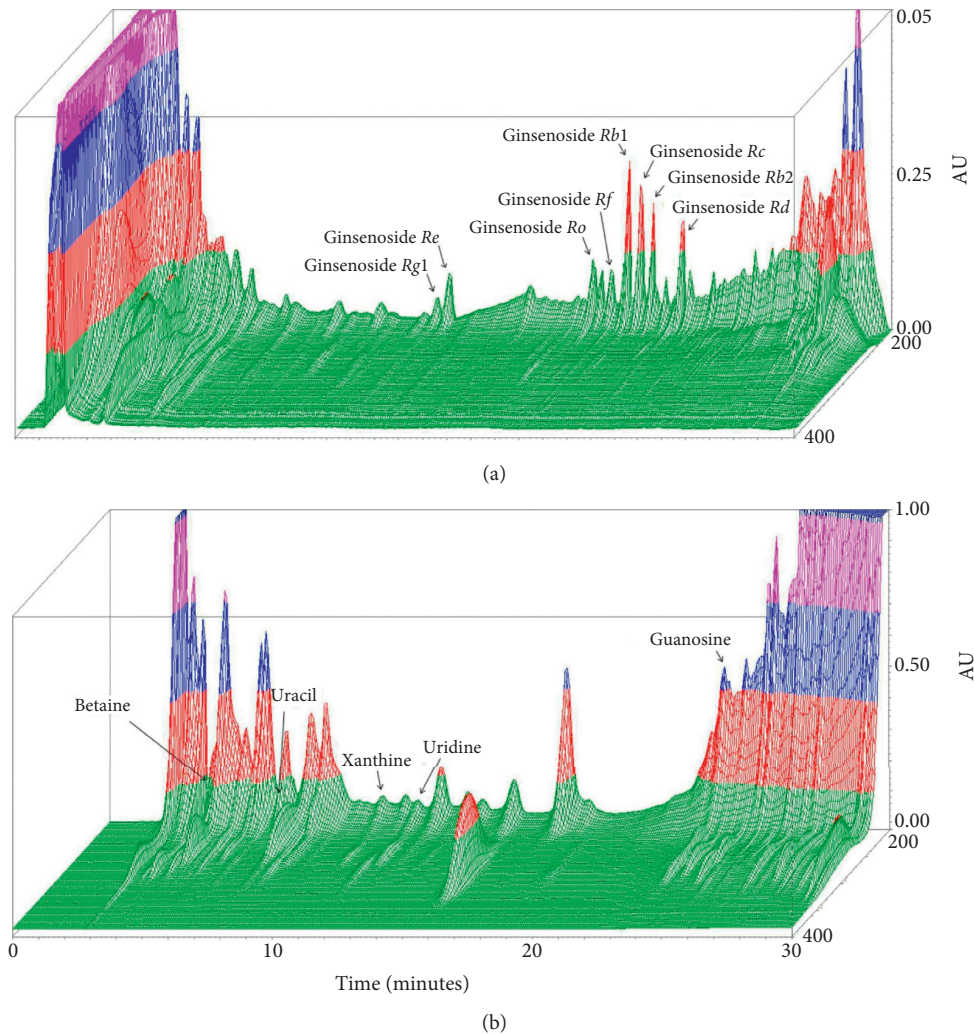 0.05
Ginsenoside Rb1
Ginsenoside Rc
0.25
AU
Ginsenoside Rb2
Ginsenoside Rf
Ginsenoside Rd
Ginsenoside Ro
Ginsenoside Re
Ginsenoside Rg1
0.00
200
400
(a)
1.00
Guanosine
0.50
AU
Betaine
Uracil
Xanthine
Uridine
0.00
200
400
0
10
20
30
Time (minutes)
(b)